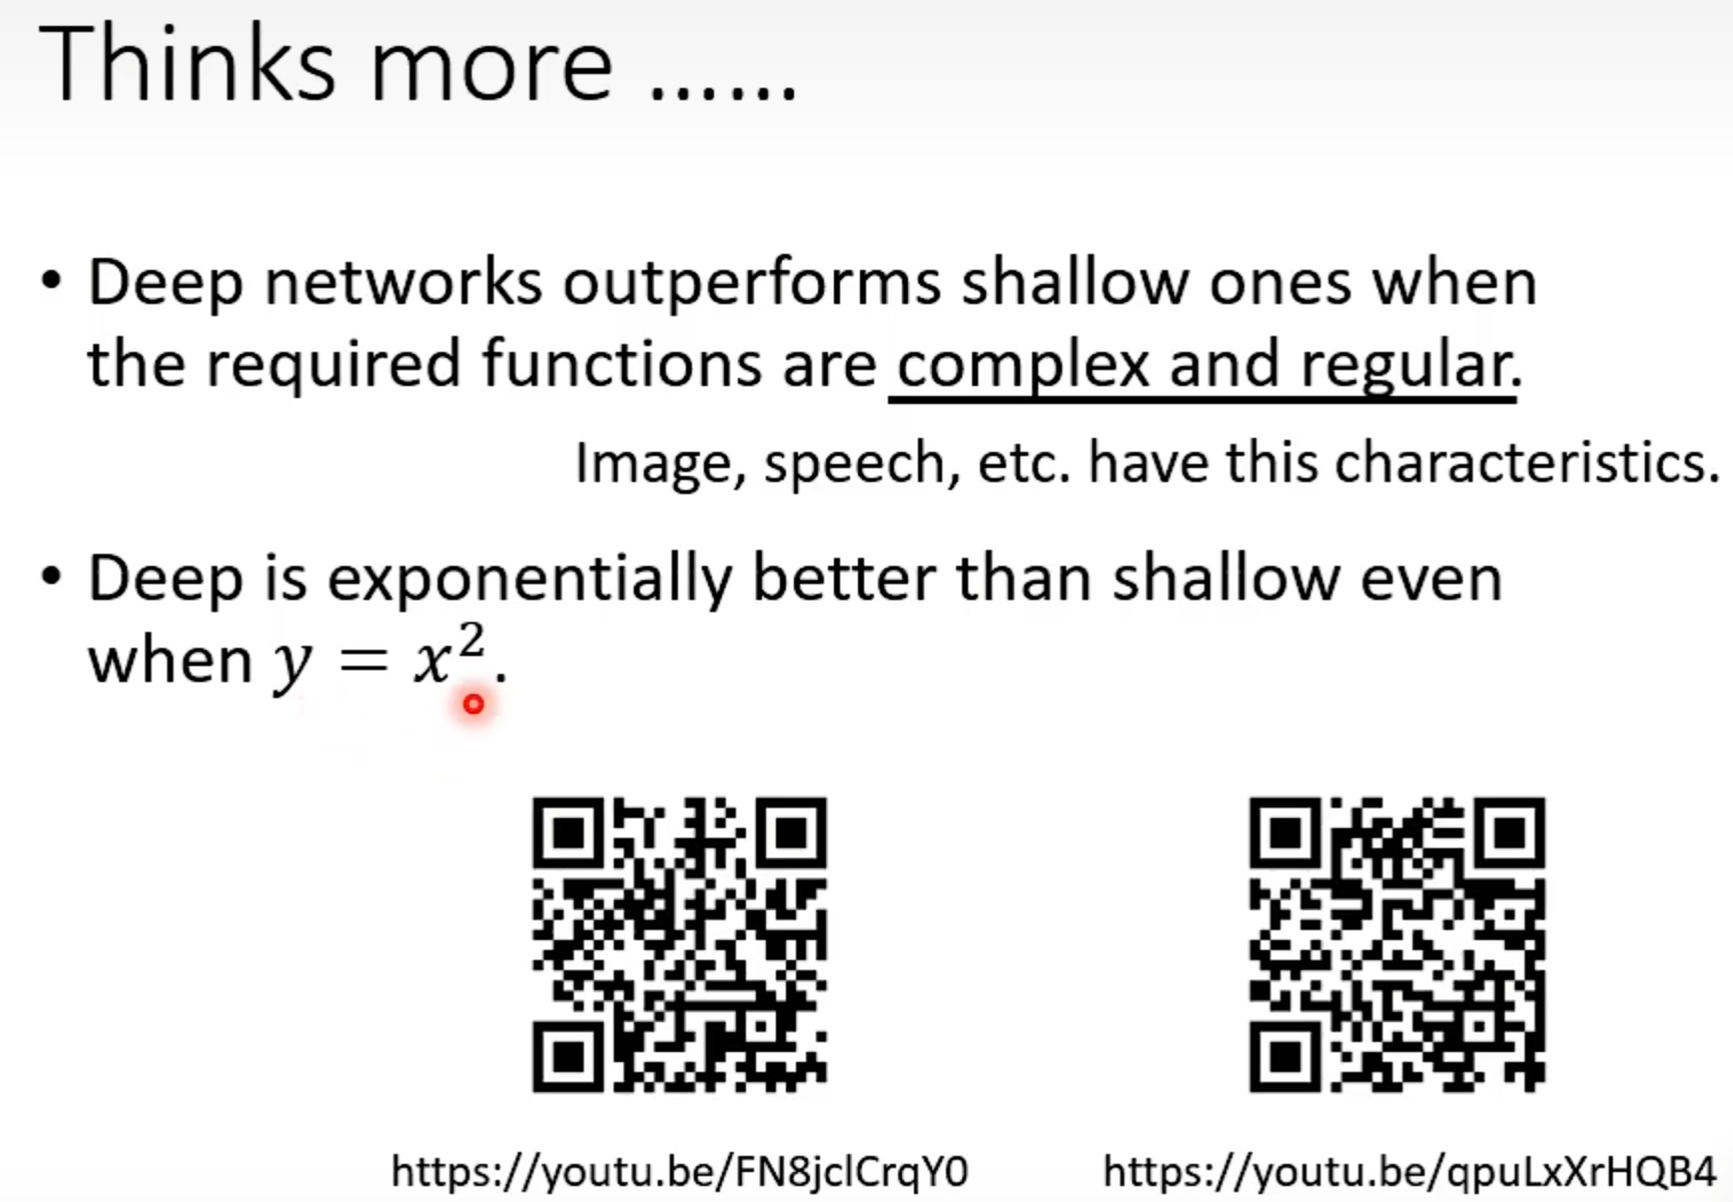 Thinks more ......
• Deep networks outperforms shallow ones when
the required functions are complex and regular.
Image, speech, etc. have this characteristics.
• Deep is exponentially better than shallow even
when y = x².
https://youtu.be/FN8jclCrqY0
https://youtu.be/qpuLxXrHQB4